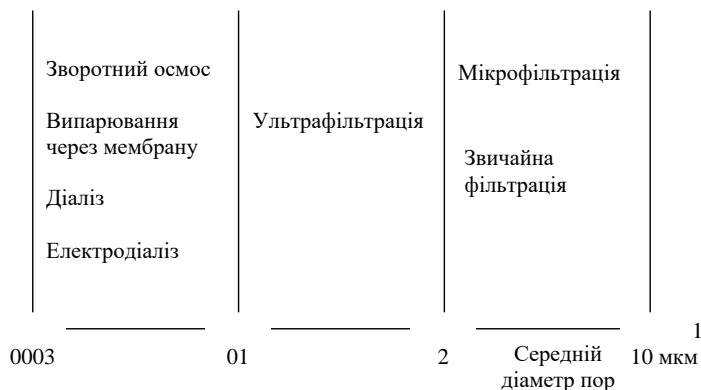 Зворотний осмос
Випарювання
через мембрану
Діаліз
Електродіаліз
Ультрафільтрація
Мікрофільтрація
Звичайна
фільтрація
1
0003
01
2
Середній
діаметр пор
10 мкм